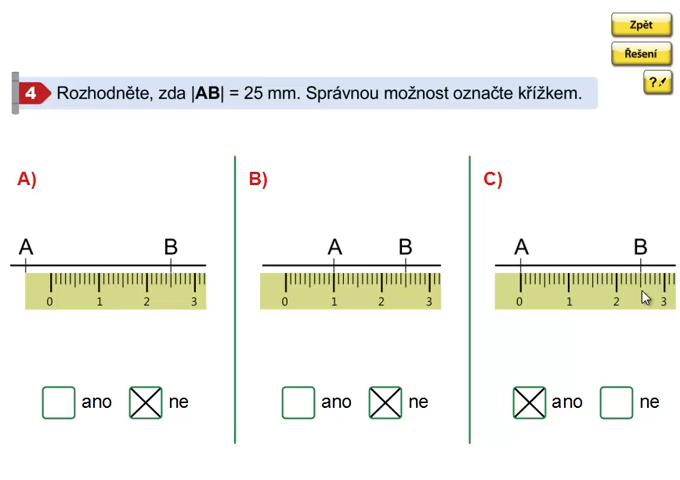 Zpět
Řešení
?
4 Rozhodněte, zda |AB| = 25 mm. Správnou možnost označte křížkem.
A) B) C)
A B A B A B
0 1 2 3 0 1 2 3 0 1 2 3
ano ne ano ne ano ne